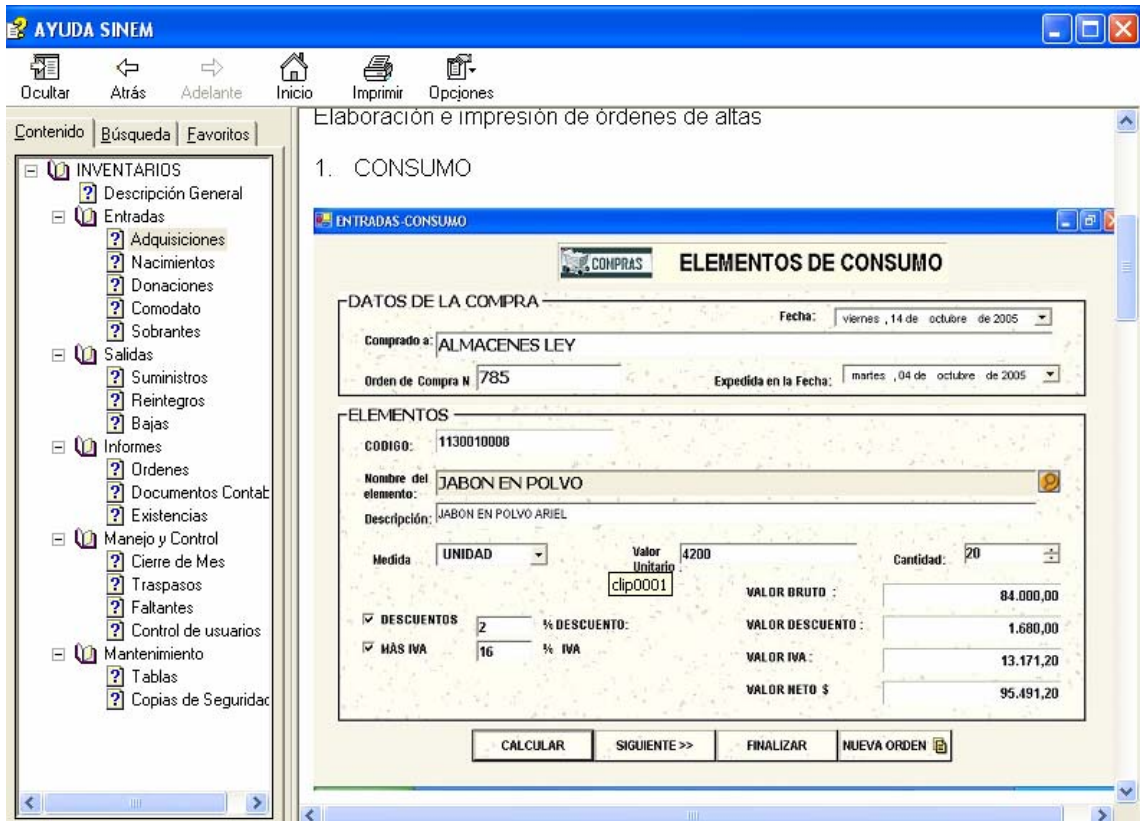 AYUDA SINEM
Ocultar Atrás Adelante Inicio Imprimir Opciones
Contenido Búsqueda Favoritos
INVENTARIOS
Descripción General
Entradas
Adquisiciones
Nacimientos
Donaciones
Comodato
Sobrantes
Salidas
Suministros
Reintegros
Bajas
Informes
Ordenes
Documentos Contab
Existencias
Manejo y Control
Cierre de Mes
Traspasos
Faltantes
Control de usuarios
Mantenimiento
Tablas
Copias de Seguridad
Elaboración e impresión de órdenes de altas
1. CONSUMO
ENTRADAS-CONSUMO
COMPRAS ELEMENTOS DE CONSUMO
DATOS DE LA COMPRA
Fecha: viernes , 14 de octubre de 2005
Comprado a: ALMACENES LEY
Orden de Compra N 785 Expedida en la Fecha: martes , 04 de octubre de 2005
ELEMENTOS
CODIGO: 1130010008
Nombre del elemento: JABON EN POLVO
Descripción: JABON EN POLVO ARIEL
Medida UNIDAD Valor Unitario 4200 Cantidad: 20
clip0001
VALOR BRUTO : 84.000,00
DESCUENTOS 2 % DESCUENTO: VALOR DESCUENTO : 1.680,00
MÀS IVA 16 % IVA VALOR IVA : 13.171,20
VALOR NETO $ 95.491,20
CALCULAR SIGUIENTE >> FINALIZAR NUEVA ORDEN